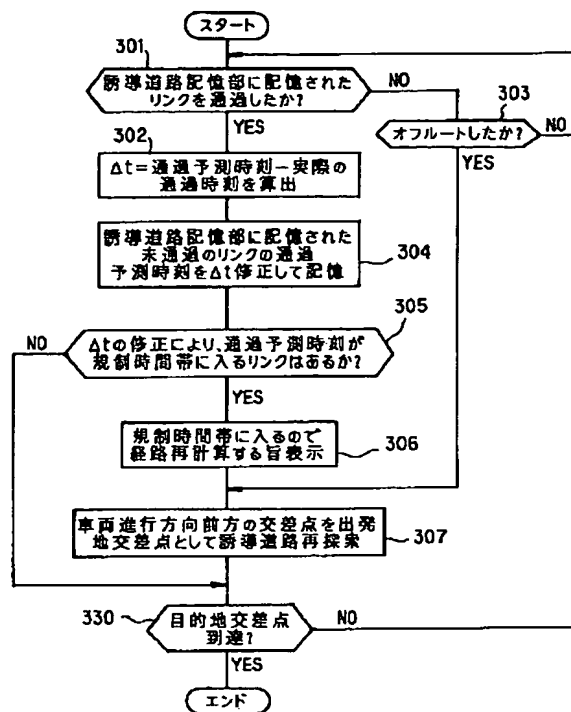 スタート
301
誘導道路記憶部に記憶された
リンクを通過したか？
NO
YES
303
オフルートしたか？
NO
YES
302
Δt＝通過予測時刻－実際の
通過時刻を算出
誘導道路記憶部に記憶された
未通過のリンクの通過
予測時刻をΔt修正して記憶
304
305
NO
Δtの修正により、通過予測時刻が
規制時間帯に入るリンクはあるか？
YES
規制時間帯に入るので
経路再計算する旨表示
306
車両進行方向前方の交差点を出発
地交差点として誘導道路再探索
307
330
目的地交差点
到達？
NO
YES
エンド